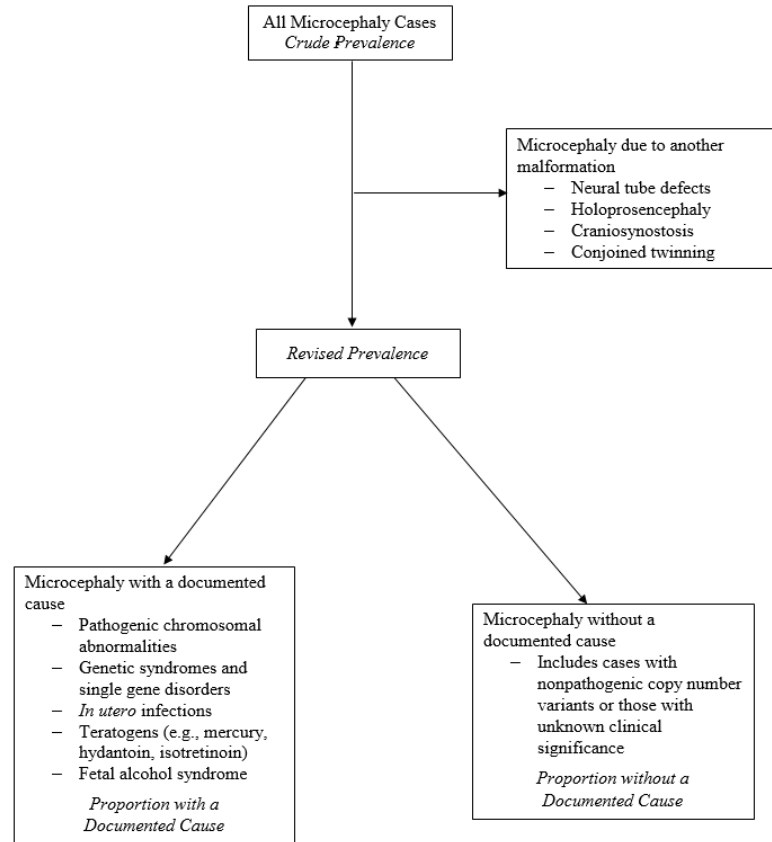 All Microcephaly Cases
Crude Prevalence
Microcephaly due to another
malformation
– Neural tube defects
– Holoprosencephaly
– Craniosynostosis
– Conjoined twinning
Revised Prevalence
Microcephaly with a documented
cause
– Pathogenic chromosomal
abnormalities
– Genetic syndromes and
single gene disorders
– In utero infections
– Teratogens (e.g., mercury,
hydantoin, isotretinoin)
– Fetal alcohol syndrome
Proportion with a
Documented Cause
Microcephaly without a
documented cause
– Includes cases with
nonpathogenic copy number
variants or those with
unknown clinical
significance
Proportion without a
Documented Cause